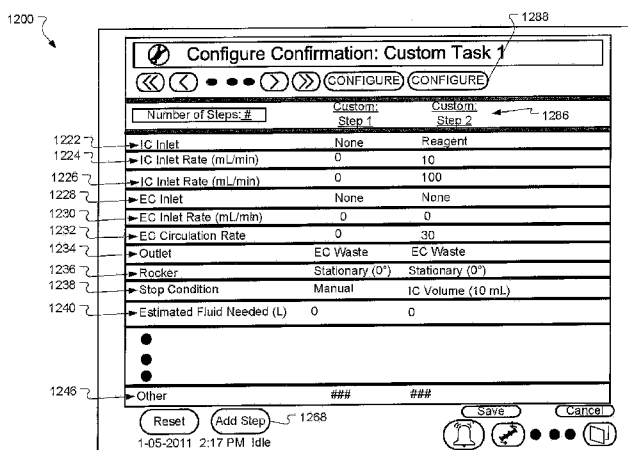 1200
1288
Configure Confirmation: Custom Task 1
CONFIGURE CONFIGURE
Number of Steps: #
Custom: Step 1
Custom: Step 2
1286
1222 IC Inlet None Reagent
1224 IC Inlet Rate (mL/min) 0 10
1226 IC Inlet Rate (mL/min) 0 100
1228 EC Inlet None None
1230 EC Inlet Rate (mL/min) 0 0
1232 EC Circulation Rate 0 30
1234 Outlet EC Waste EC Waste
1236 Rocker Stationary (0°) Stationary (0°)
1238 Stop Condition Manual IC Volume (10 mL)
1240 Estimated Fluid Needed (L) 0 0
1246 Other ### ###
Reset Add Step 1268 Save Cancel
1-05-2011 2:17 PM Idle